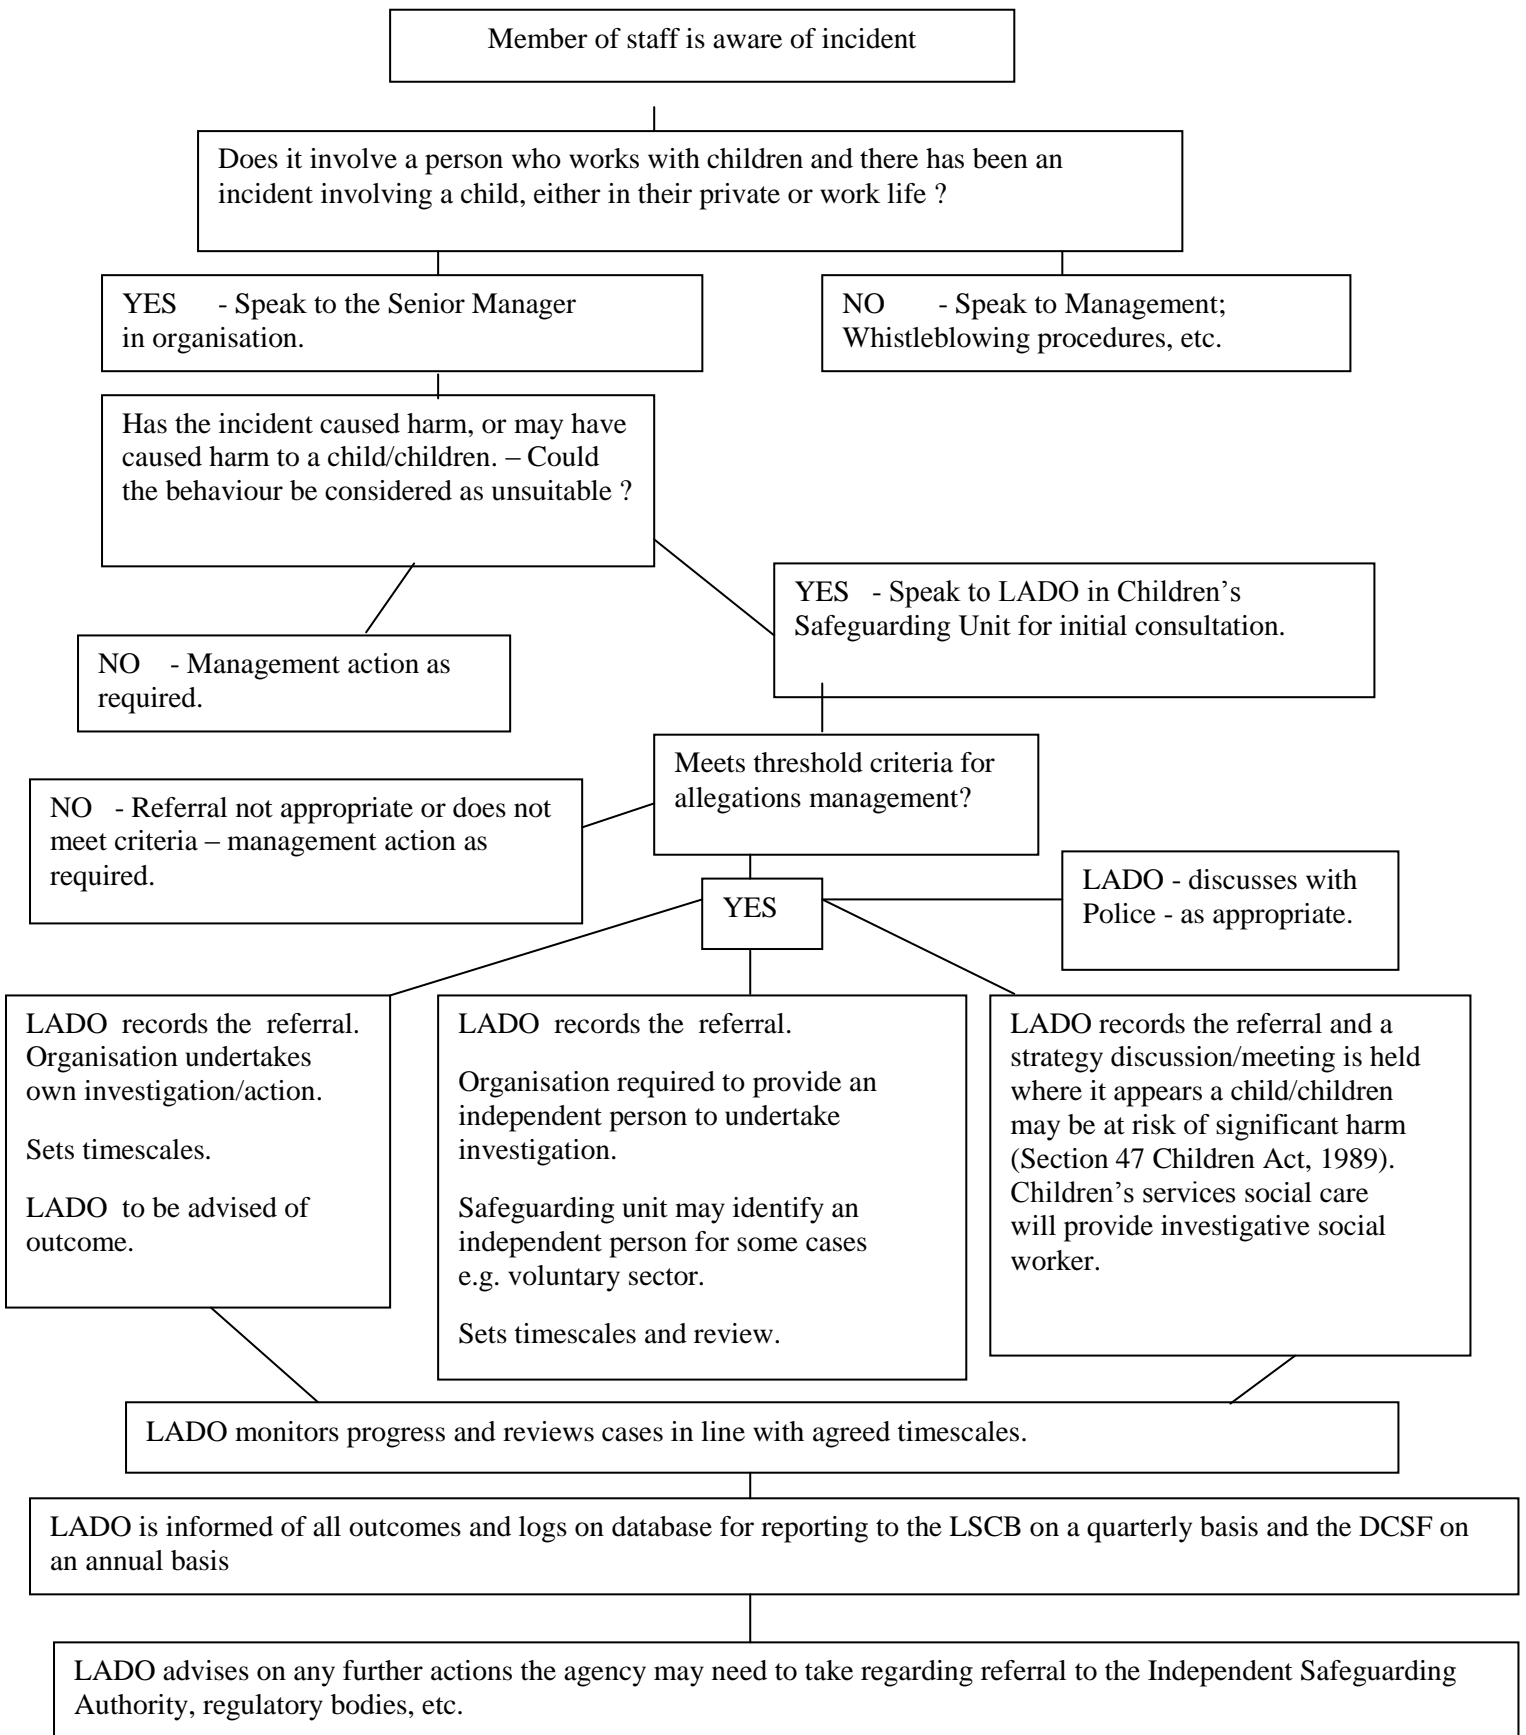 Member of staff is aware of incident
Does it involve a person who works with children and there has been an
incident involving a child, either in their private or work life ?
YES - Speak to the Senior Manager
in organisation.
NO - Speak to Management;
Whistleblowing procedures, etc.
Has the incident caused harm, or may have
caused harm to a child/children. – Could
the behaviour be considered as unsuitable ?
YES - Speak to LADO in Children’s
Safeguarding Unit for initial consultation.
NO - Management action as
required.
Meets threshold criteria for
allegations management?
NO - Referral not appropriate or does not
meet criteria – management action as
required.
YES
LADO - discusses with
Police - as appropriate.
LADO records the referral.
Organisation undertakes
own investigation/action.
Sets timescales.
LADO to be advised of
outcome.
LADO records the referral.
Organisation required to provide an
independent person to undertake
investigation.
Safeguarding unit may identify an
independent person for some cases
e.g. voluntary sector.
Sets timescales and review.
LADO records the referral and a
strategy discussion/meeting is held
where it appears a child/children
may be at risk of significant harm
(Section 47 Children Act, 1989).
Children’s services social care
will provide investigative social
worker.
LADO monitors progress and reviews cases in line with agreed timescales.
LADO is informed of all outcomes and logs on database for reporting to the LSCB on a quarterly basis and the DCSF on
an annual basis
LADO advises on any further actions the agency may need to take regarding referral to the Independent Safeguarding
Authority, regulatory bodies, etc.